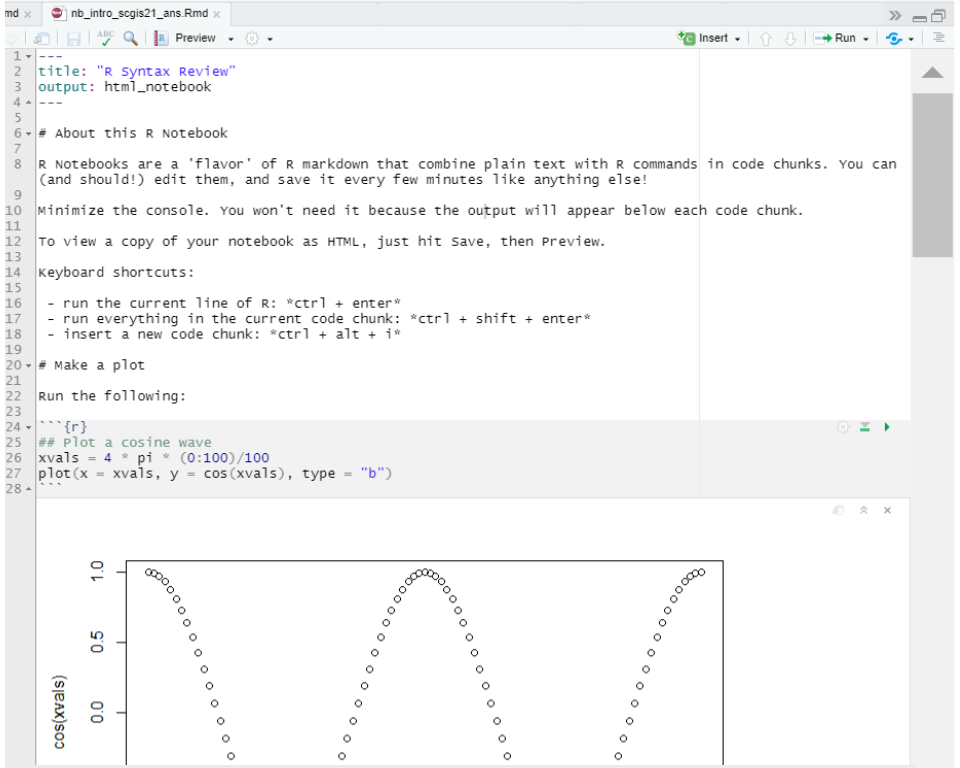 md × nb_intro_scgis21_ans.Rmd ×
ABC R Preview C Insert Run
1 ---
2 title: "R Syntax Review"
3 output: html_notebook
4 ---
5
6 # About this R Notebook
7
8 R Notebooks are a 'flavor' of R markdown that combine plain text with R commands in code chunks. You can
(and should!) edit them, and save it every few minutes like anything else!
9
10 Minimize the console. You won't need it because the output will appear below each code chunk.
11
12 To view a copy of your notebook as HTML, just hit Save, then Preview.
13
14 Keyboard shortcuts:
15
16 - run the current line of R: *ctrl + enter*
17 - run everything in the current code chunk: *ctrl + shift + enter*
18 - insert a new code chunk: *ctrl + alt + i*
19
20 # Make a plot
21
22 Run the following:
23
24 ```{r}
25 ## Plot a cosine wave
26 xvals = 4 * pi * (0:100)/100
27 plot(x = xvals, y = cos(xvals), type = "b")
28 ```
1.0
0.5
0.0
cos(xvals)